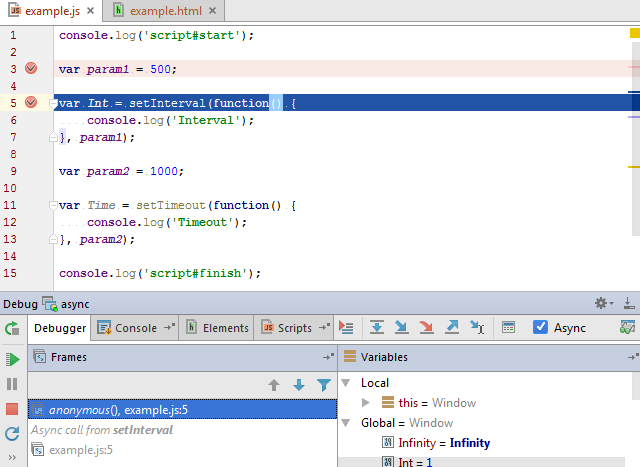 example.js example.html
1 console.log('script#start');
2
3 var param1 = 500;
4
5 var Int = setInterval(function() {
6 console.log('Interval');
7 }, param1);
8
9 var param2 = 1000;
10
11 var Time = setTimeout(function() {
12 console.log('Timeout');
13 }, param2);
14
15 console.log('script#finish');
Debug async
Debugger Console Elements Scripts Async
Frames Variables
Local
anonymous(), example.js:5 this = Window
Async call from setInterval Global = Window
example.js:5 Infinity = Infinity
Int = 1